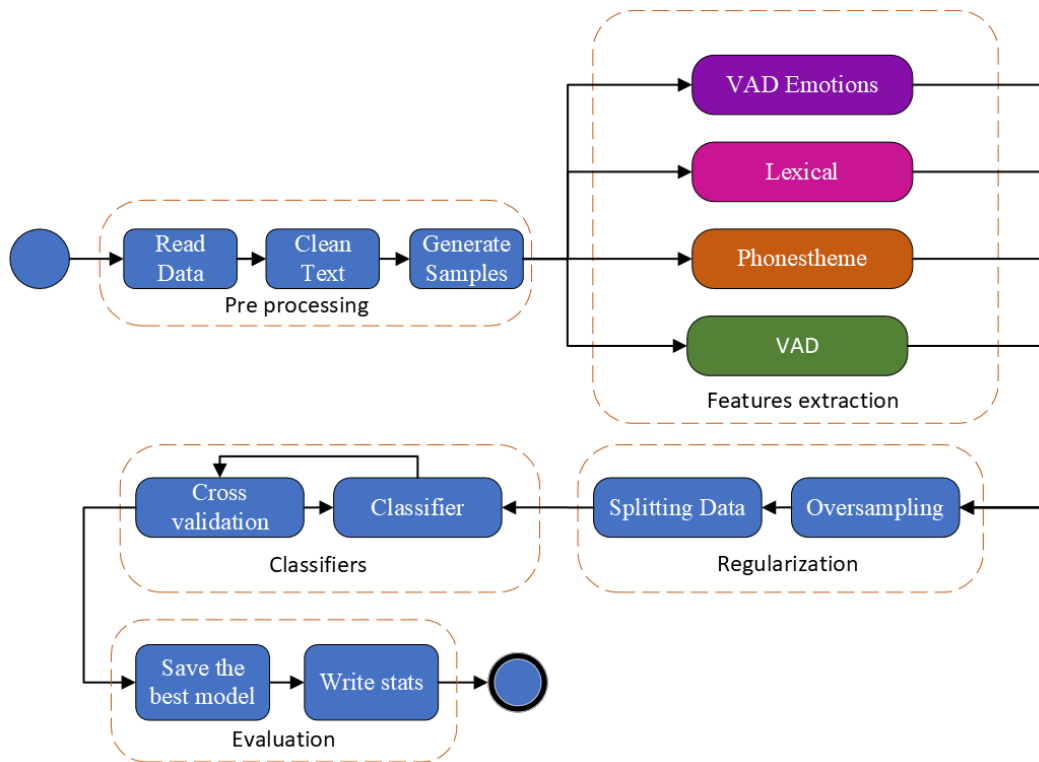 VAD Emotions
Lexical
Phonestheme
VAD
Features extraction
Read
Data
Clean
Text
Generate
Samples
Pre processing
Cross
validation
Classifier
Classifiers
Splitting Data
Oversampling
Regularization
Save the
best model
Write stats
Evaluation